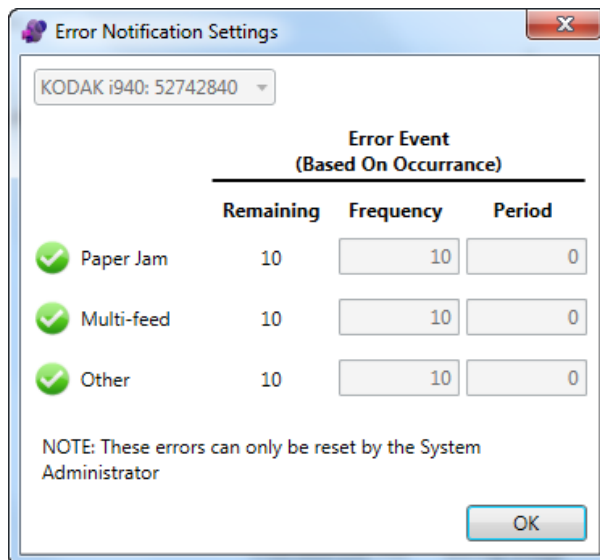 Error Notification Settings
KODAK i940: 52742840
Error Event
(Based On Occurrance)
Remaining Frequency Period
Paper Jam 10 10 0
Multi-feed 10 10 0
Other 10 10 0
NOTE: These errors can only be reset by the System
Administrator
OK